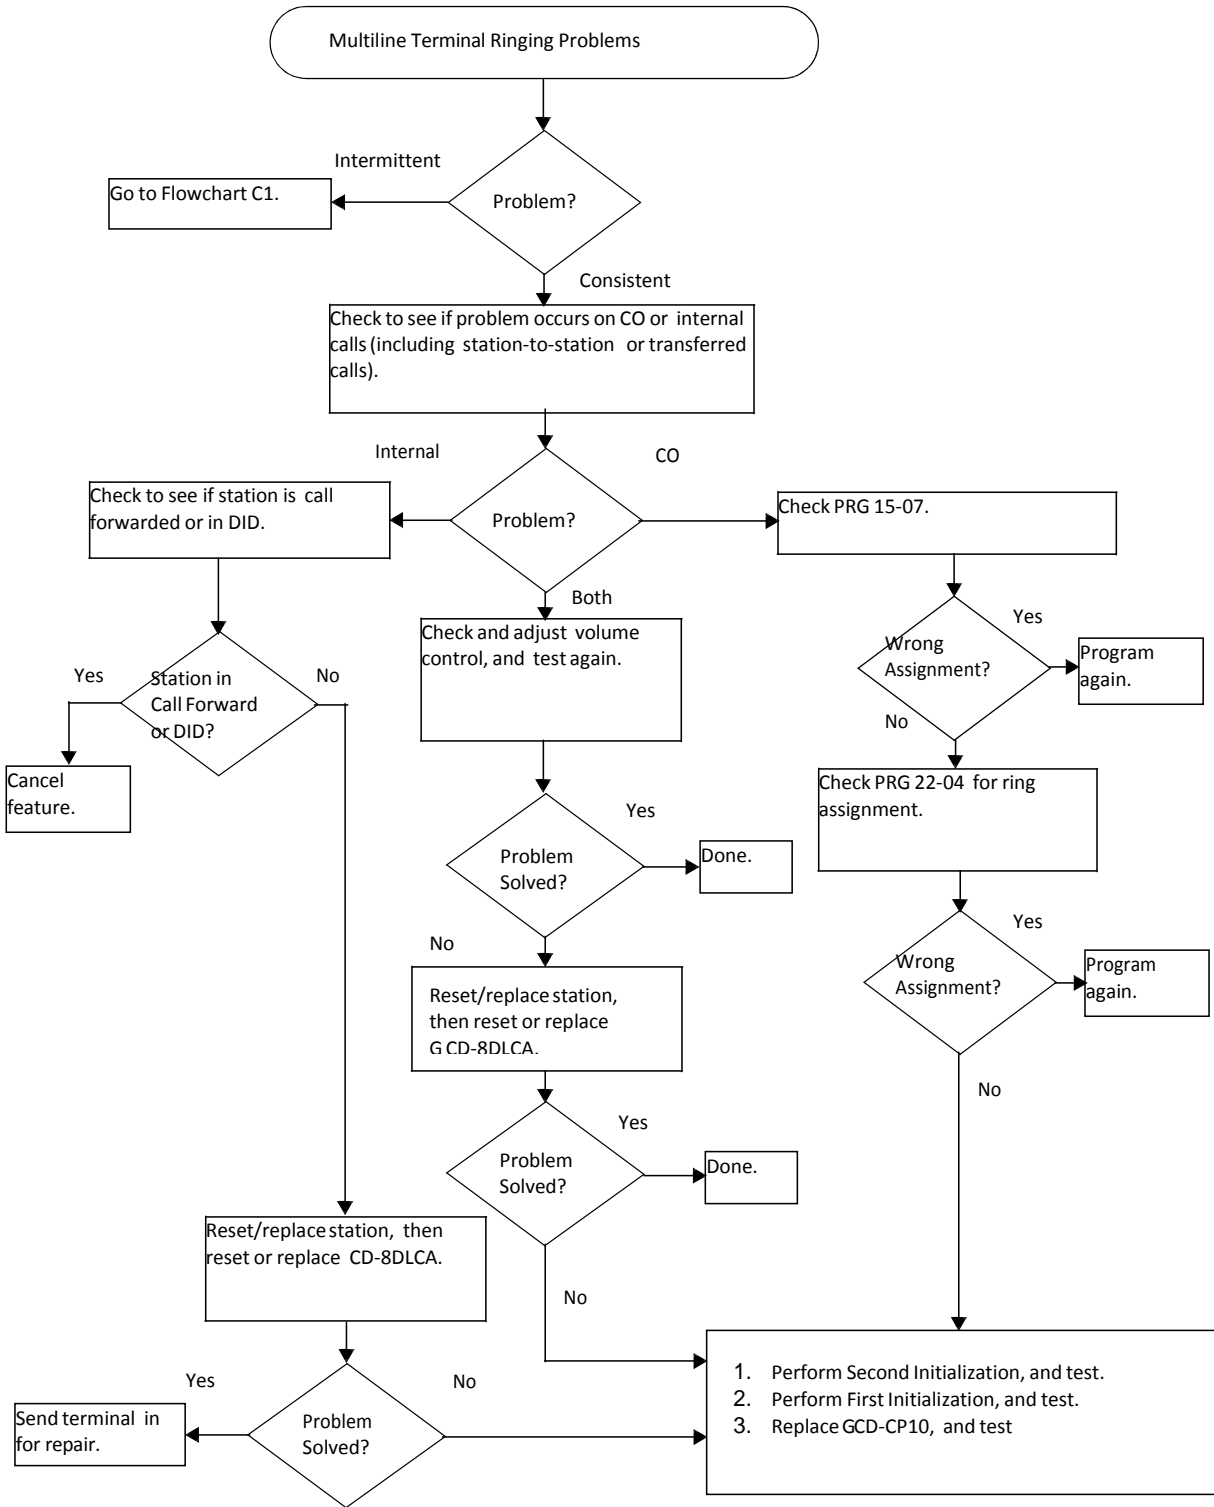 Multiline Terminal Ringing Problems
Intermittent
Go to Flowchart C1.
Problem?
Consistent
Check to see if problem occurs on CO or internal
calls (including station-to-station or transferred
calls).
Internal
CO
Check to see if station is call
forwarded or in DID.
Problem?
Check PRG 15-07.
Both
Check and adjust volume
control, and test again.
Yes
Wrong
Assignment?
Program
again.
No
Yes
No
Station in
Call Forward
or DID?
Cancel
feature.
Check PRG 22-04 for ring
assignment.
Yes
Problem
Solved?
Done.
No
Yes
Wrong
Assignment?
Program
again.
No
Reset/replace station,
then reset or replace
G CD-8DLCA.
Yes
Problem
Solved?
Done.
No
Reset/replace station, then
reset or replace CD-8DLCA.
Yes
No
Send terminal in
for repair.
Problem
Solved?
1. Perform Second Initialization, and test.
2. Perform First Initialization, and test.
3. Replace GCD-CP10, and test